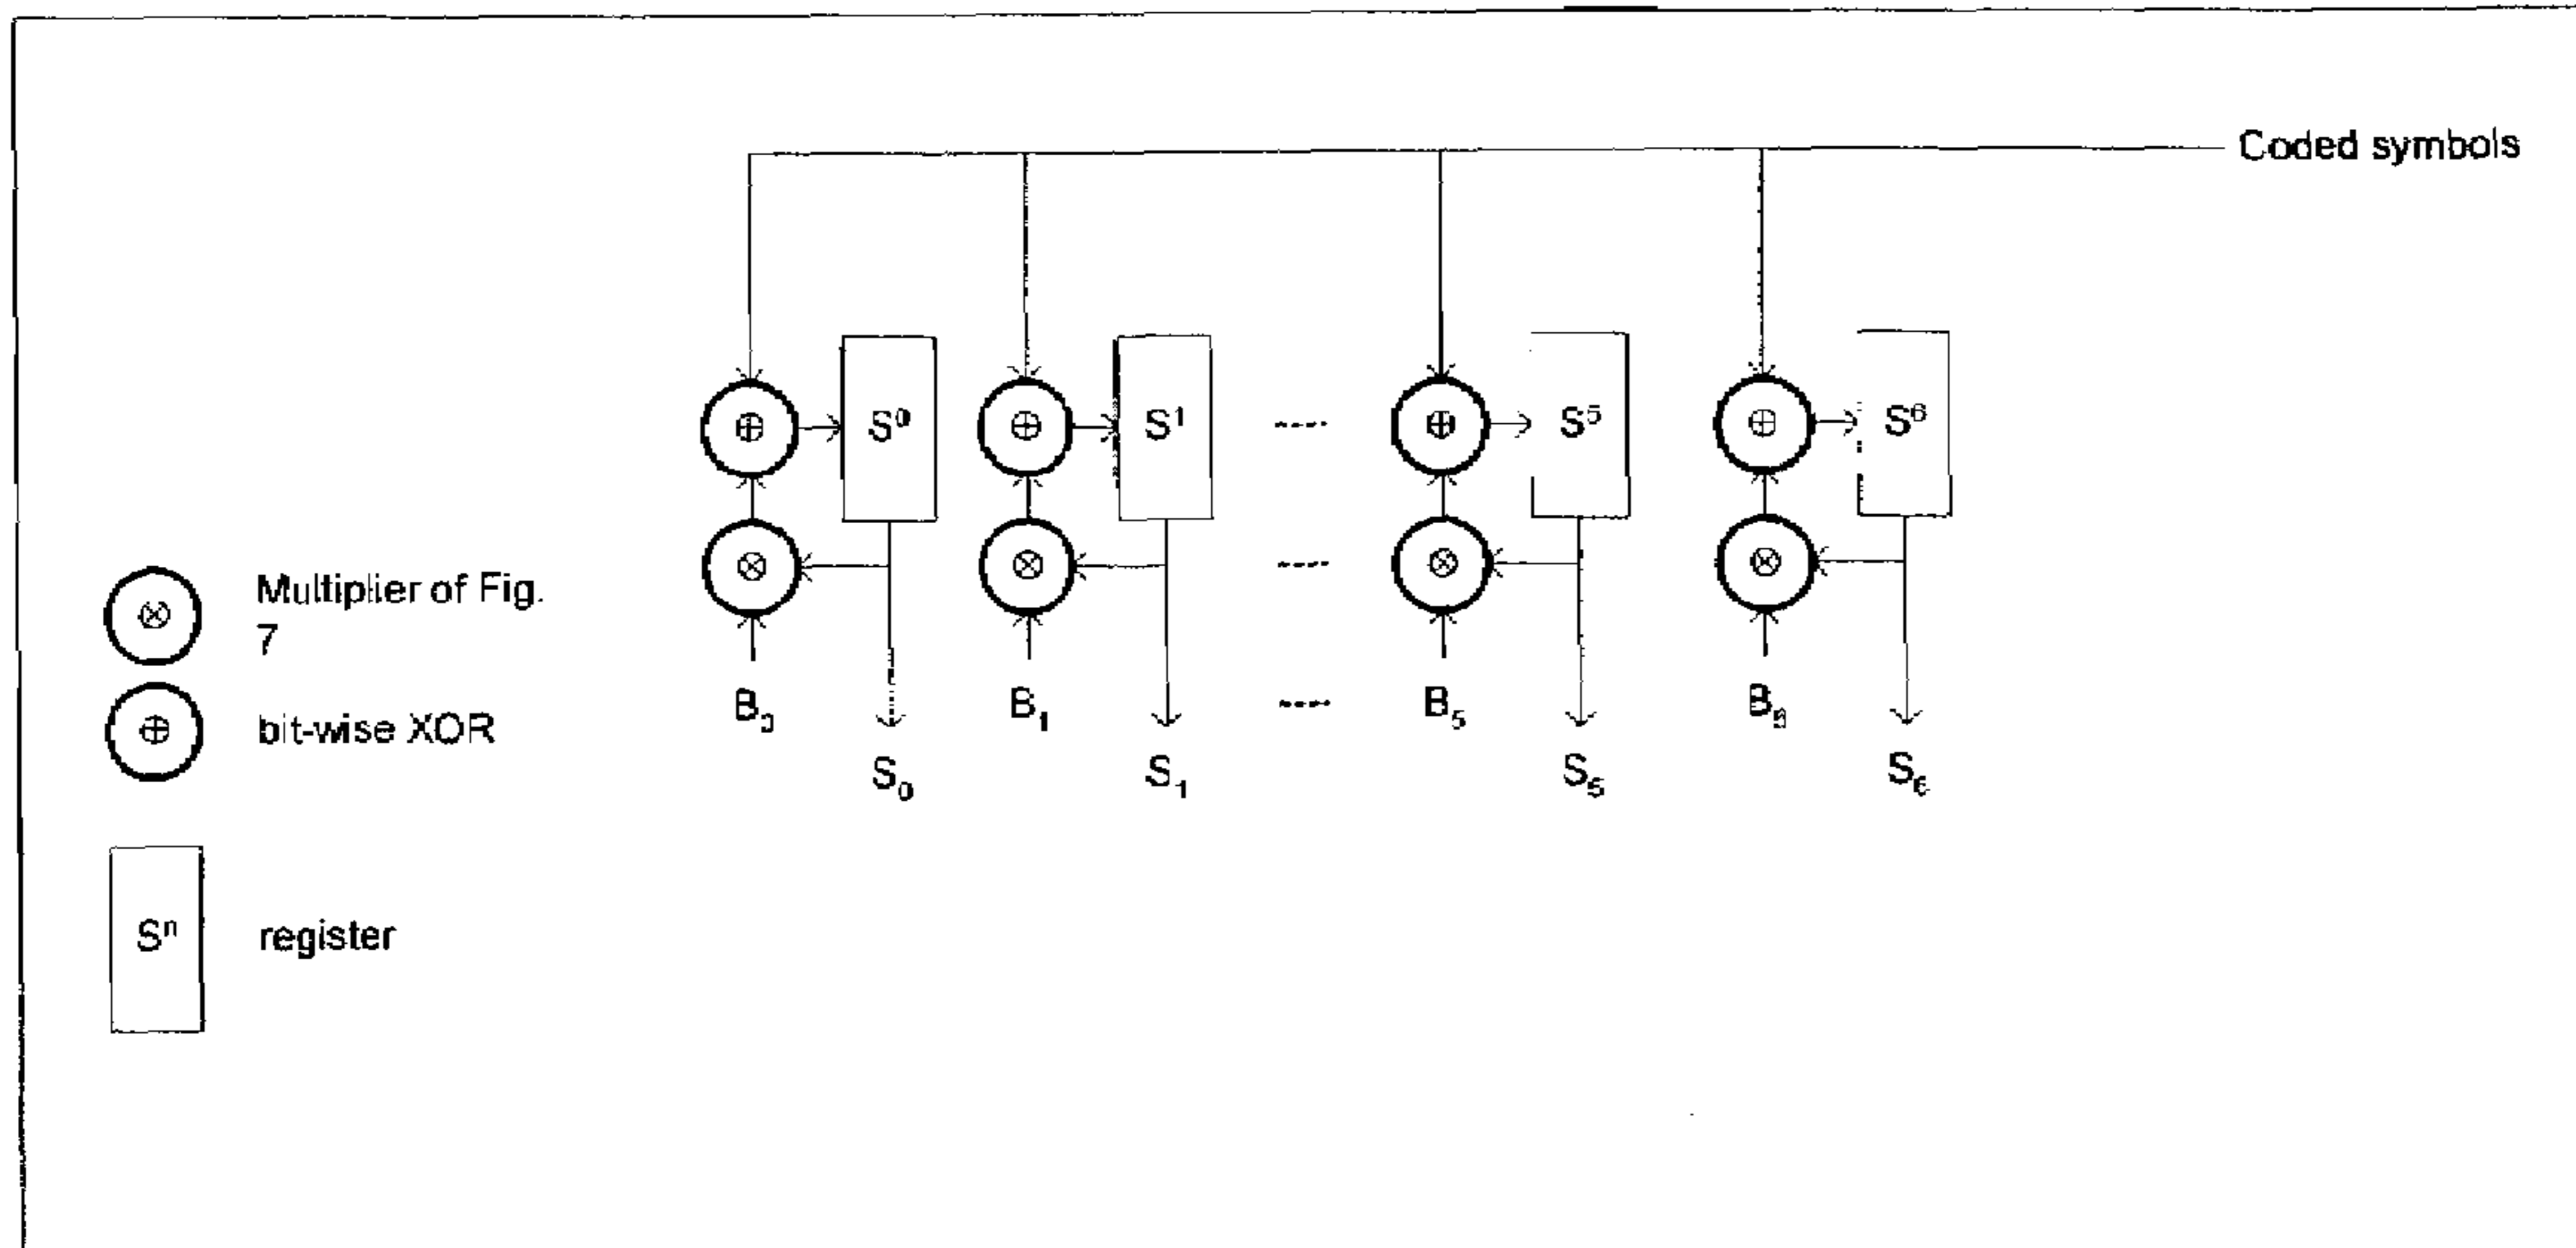 Coded symbols
S⁰ S¹ ---- S⁵ S⁶
----
Multiplier of Fig.
7
B₀ B₁ ---- B₅ B₆
bit-wise XOR
S₀ S₁ S₅ S₆
Sⁿ register